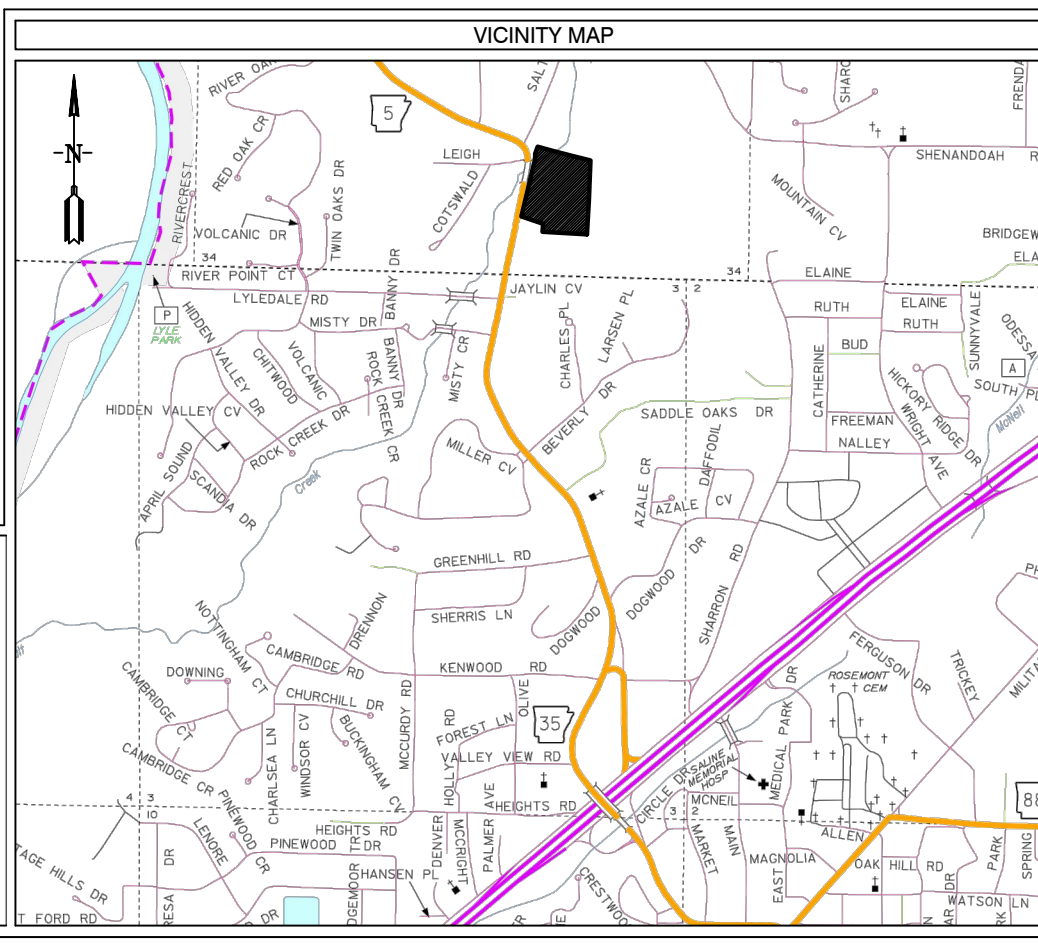 VICINITY MAP
RIVER OAK
SALT
SHARO
FRENDA
5
-N-
RED OAK CR
LEIGH
SHENANDOAH R
RIVERCREST
TWIN OAKS DR
COTSWALD
MOUNTAIN CV
VOLCANIC DR
BRIDGEW
34
34
ELA
RIVER POINT CT
BANNY DR
ELAINE
LYLEDALE RD
JAYLIN CV
3 2
P
LYLE
PARK
HIDDEN VALLEY DR
MISTY DR
CHARLES PL
LARSEN PL
RUTH
ELAINE
RUTH
SUNNYVALE
ODESSA
CHITWOOD
VOLCANIC
ROCK CREEK CR
BANNY DR
MISTY CR
BUD
A
CATHERINE
HICKORY RIDGE DR
SOUTH PL
HIDDEN VALLEY CV
ROCK CREEK DR
BEVERLY DR
SADDLE OAKS DR
FREEMAN
WRIGHT AVE
McNeil
NALLEY
MILLER CV
DAFFODIL
APRIL SOUND
SCANDIA DR
Creek
AZALE CR
AZALE CV
GREENHILL RD
DOGWOOD DR
SHARRON RD
PH
NOTTINGHAM CT
DRENNON
SHERRIS LN
DOGWOOD
FERGUSON DR
CAMBRIDGE RD
KENWOOD RD
TRICKEY
MILITA
DOWNING
CAMBRIDGE CT
CHURCHILL DR
ROSEMONT
CEM
MCCURDY RD
OLIVE
35
FOREST LN
HOLLY RD
VALLEY VIEW RD
MEDICAL PARK DR
CAMBRIDGE CR
CHARLSEA LN
WINDSOR CV
BUCKINGHAM CV
SALINE
MEMORIAL
HOSP
CIRCLE DR
4 3
10
3 2
MCNEIL
88
HEIGHTS RD
HEIGHTS RD
PINEWOOD CR
LENORE
PINEWOOD DR
TR
DENVER
MCCRIGHT
PALMER AVE
MARKET
MAIN
ALLEN
MAGNOLIA
OAK HILL RD
PARK
SPRING
TAGE HILLS DR
DR
HANSEN PL
CRESTWOO
EAST
WATSON LN
T FORD RD
RESA
DR
DGEMOOR
DR
E
N
AR DR
RK